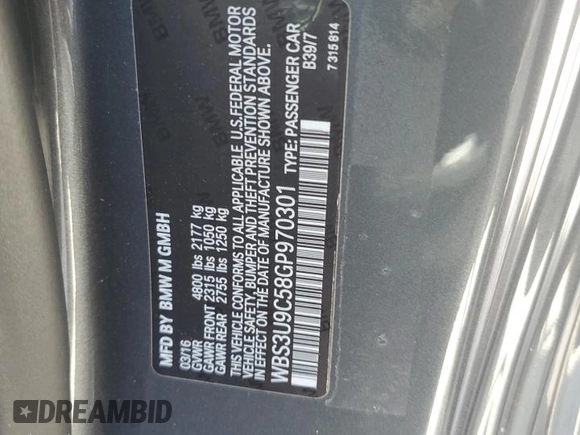 MFD BY BMW M GMBH
03/16
GVWR 4800 lbs 2177 kg
GAWR FRONT 2315 lbs 1050 kg
GAWR REAR 2755 lbs 1250 kg
THIS VEHICLE CONFORMS TO ALL APPLICABLE U.S.FEDERAL MOTOR
VEHICLE SAFETY, BUMPER AND THEFT PREVENTION STANDARDS
IN EFFECT ON THE DATE OF MANUFACTURE SHOWN ABOVE.
WBS3U9C58GP970301 TYPE: PASSENGER CAR
B39/7
7315814
DREAMBID